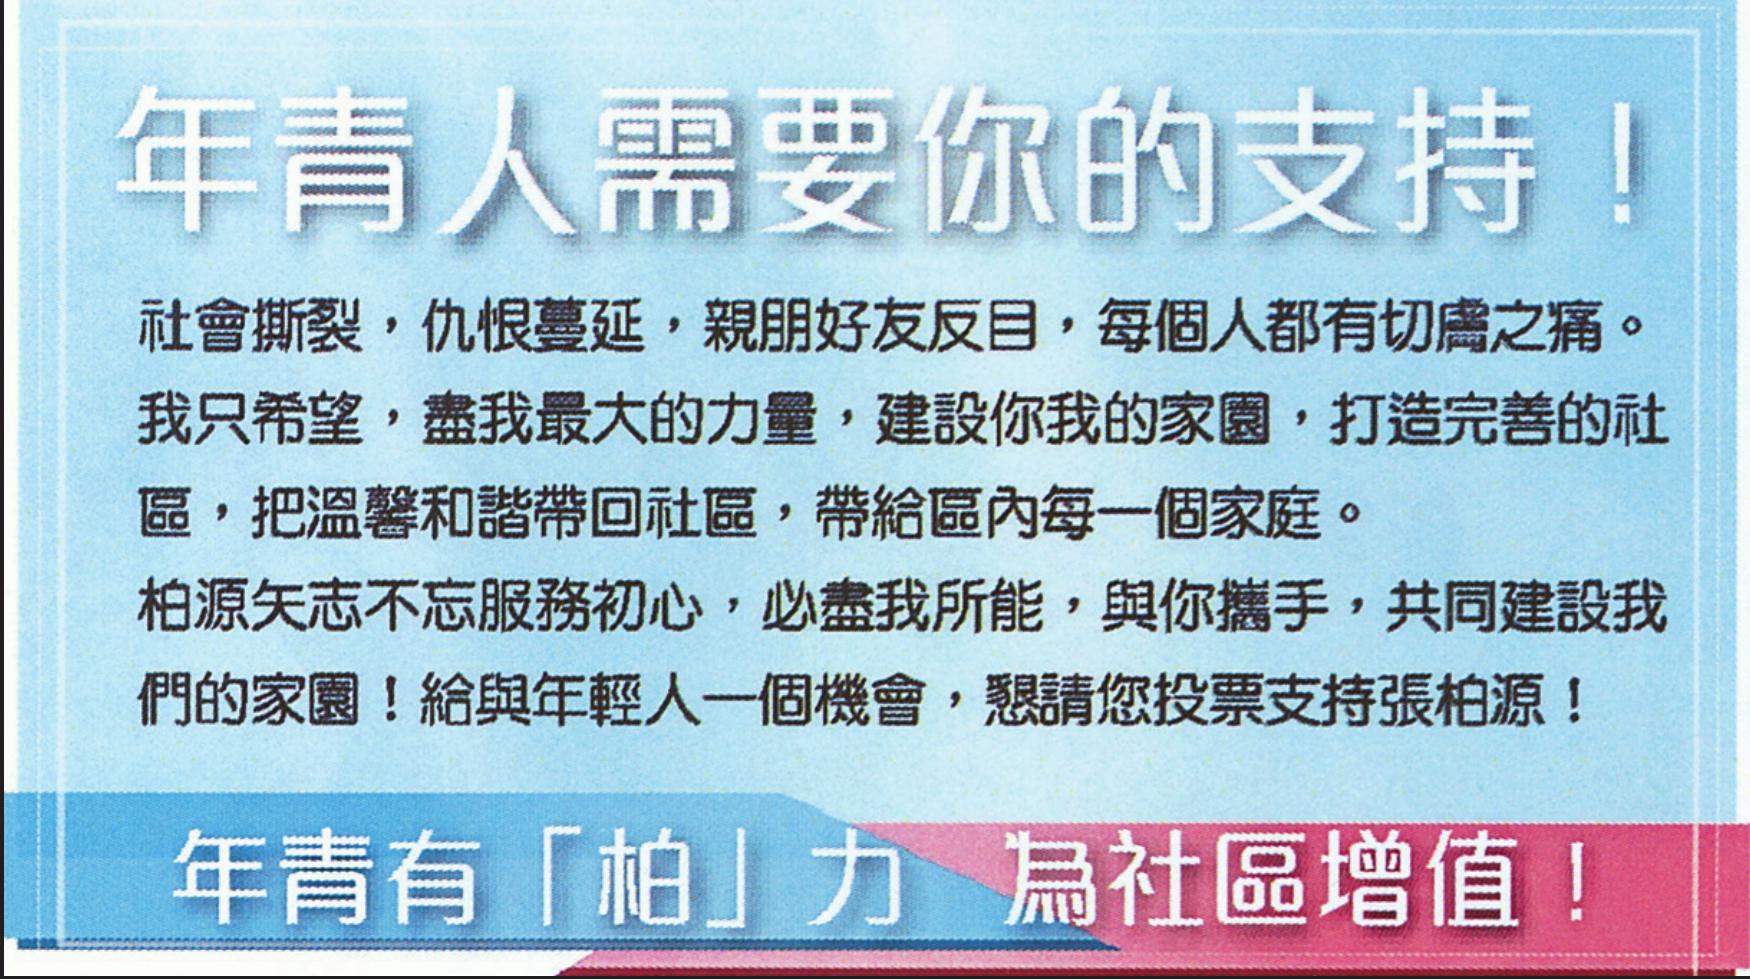 年青人需要你的支持！
社會撕裂，仇恨蔓延，親朋好友反目，每個人都有切膚之痛。
我只希望，盡我最大的力量，建設你我的家園，打造完善的社
區，把溫馨和諧帶回社區，帶給區內每一個家庭。
柏源矢志不忘服務初心，必盡我所能，與你攜手，共同建設我
們的家園！給與年輕人一個機會，懇請您投票支持張柏源！
年青有「柏」力　為社區增值！